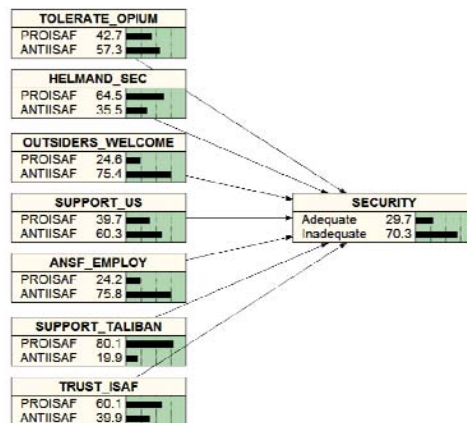 TOLERATE_OPIUM
PROISAF 42.7
ANTIISAF 57.3
HELMAND_SEC
PROISAF 64.5
ANTIISAF 35.5
OUTSIDERS_WELCOME
PROISAF 24.6
ANTIISAF 75.4
SUPPORT_US
PROISAF 39.7
ANTIISAF 60.3
ANSF_EMPLOY
PROISAF 24.2
ANTIISAF 75.8
SUPPORT_TALIBAN
PROISAF 80.1
ANTIISAF 19.9
TRUST_ISAF
PROISAF 60.1
ANTIISAF 39.9
SECURITY
Adequate 29.7
Inadequate 70.3